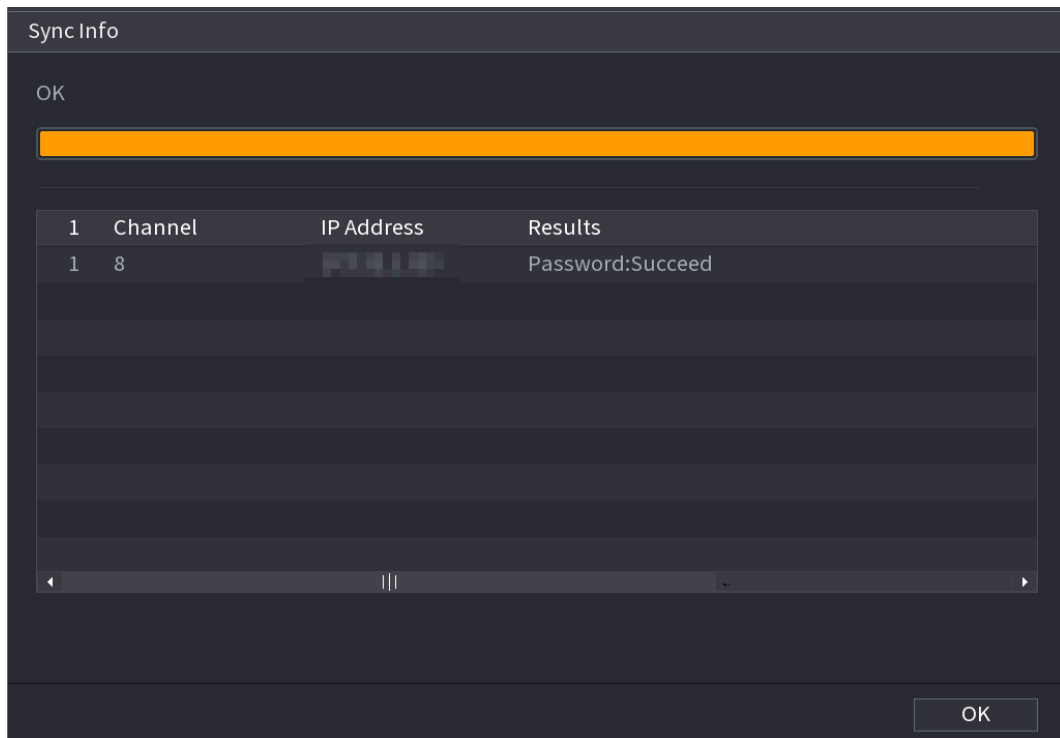 Sync Info
OK
1 Channel IP Address Results
1 8 Password:Succeed
OK